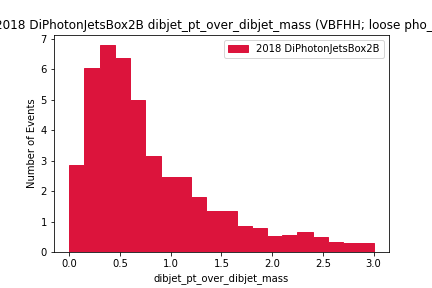 2018 DiPhotonJetsBox2B dibjet_pt_over_dibjet_mass (VBFHH; loose pho_
2018 DiPhotonJetsBox2B
Number of Events
7
6
5
4
3
2
1
0
0.0 0.5 1.0 1.5 2.0 2.5 3.0
dibjet_pt_over_dibjet_mass